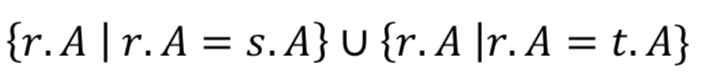 {r. A | r. A = s. A} ∪ {r. A |r. A = t. A}